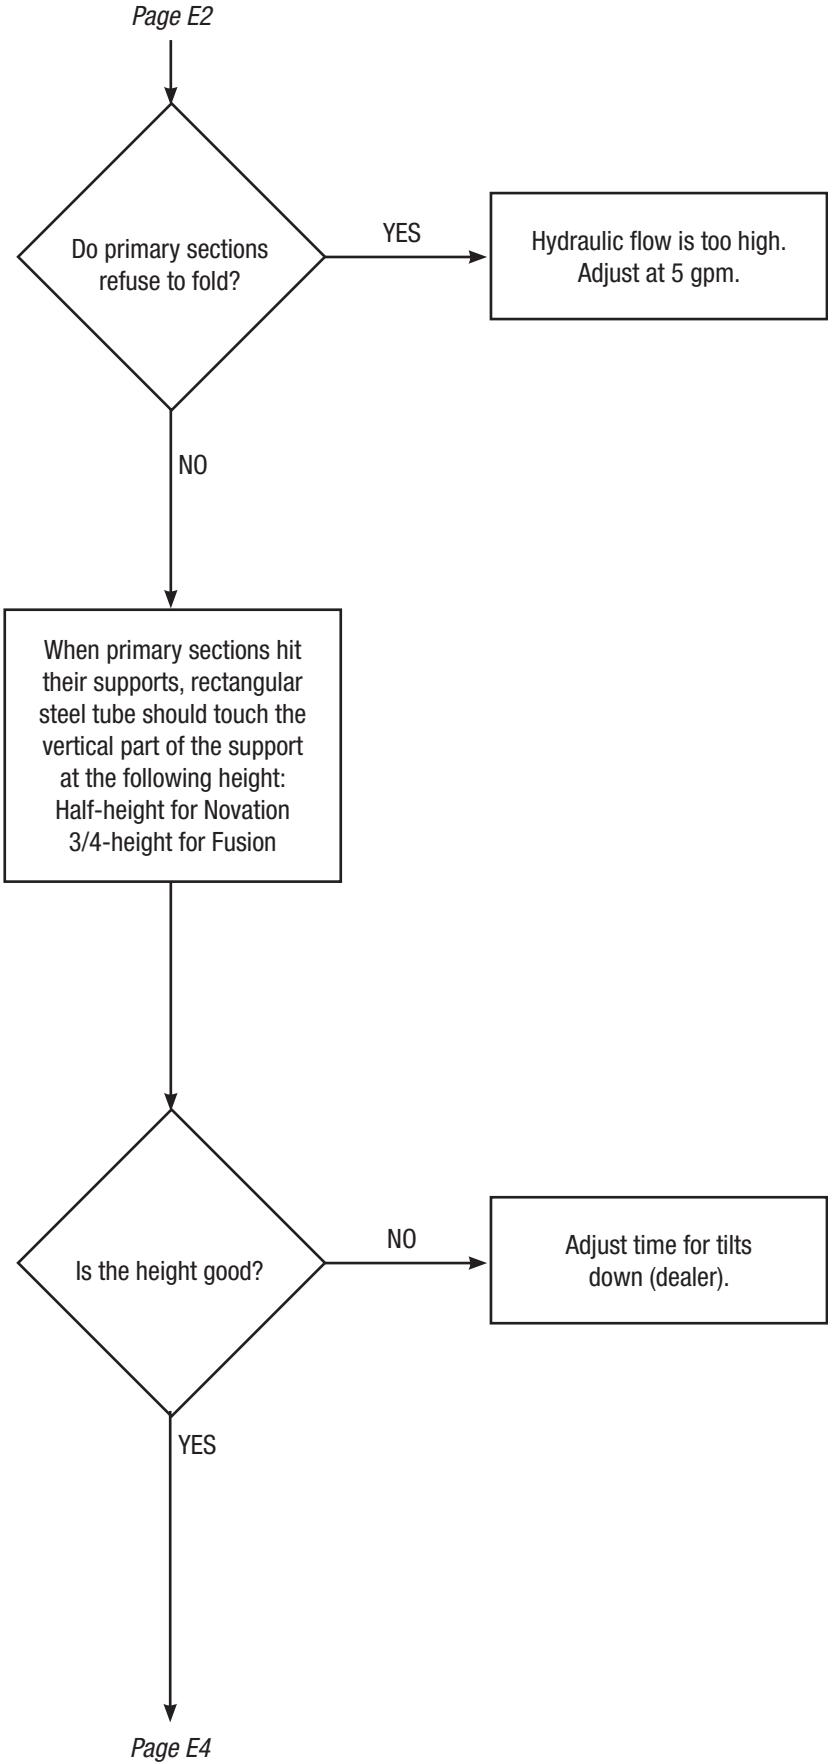 Page E2
Do primary sections
refuse to fold?
YES
Hydraulic flow is too high.
Adjust at 5 gpm.
NO
When primary sections hit
their supports, rectangular
steel tube should touch the
vertical part of the support
at the following height:
Half-height for Novation
3/4-height for Fusion
Is the height good?
NO
Adjust time for tilts
down (dealer).
YES
Page E4